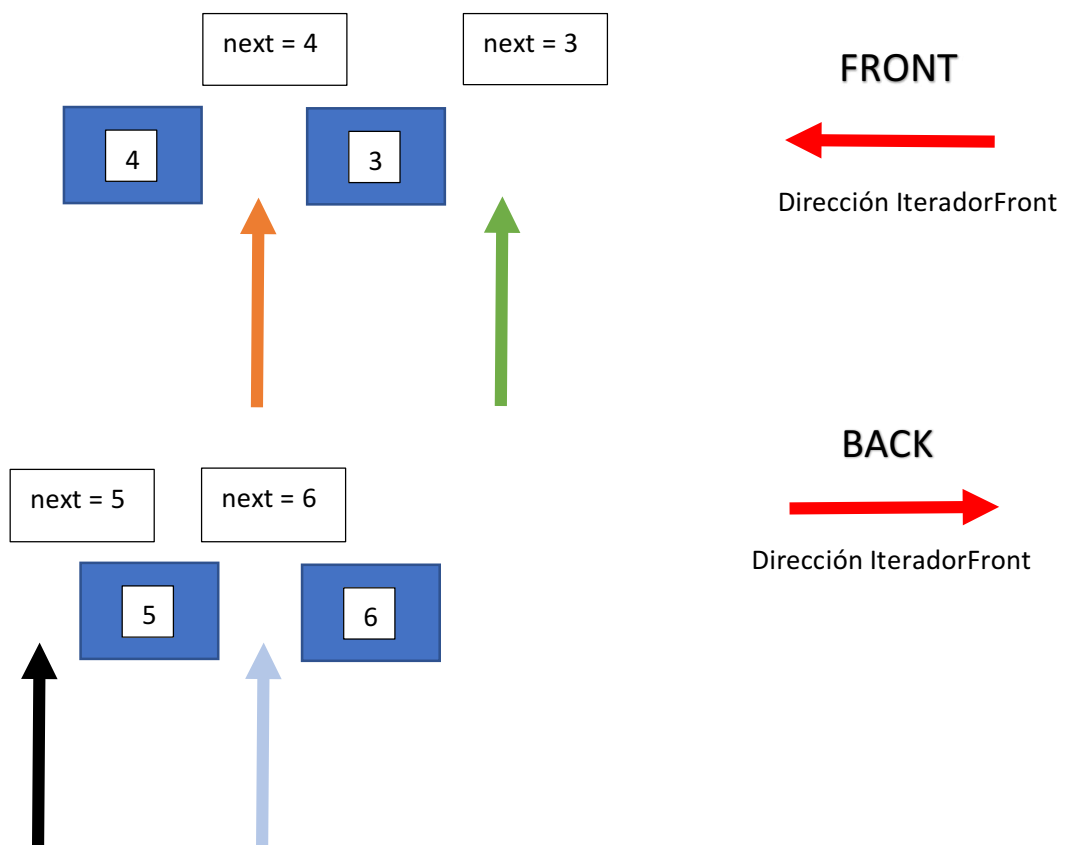 next = 4
next = 3
FRONT
4
3
Dirección IteradorFront
BACK
next = 5
next = 6
Dirección IteradorFront
5
6